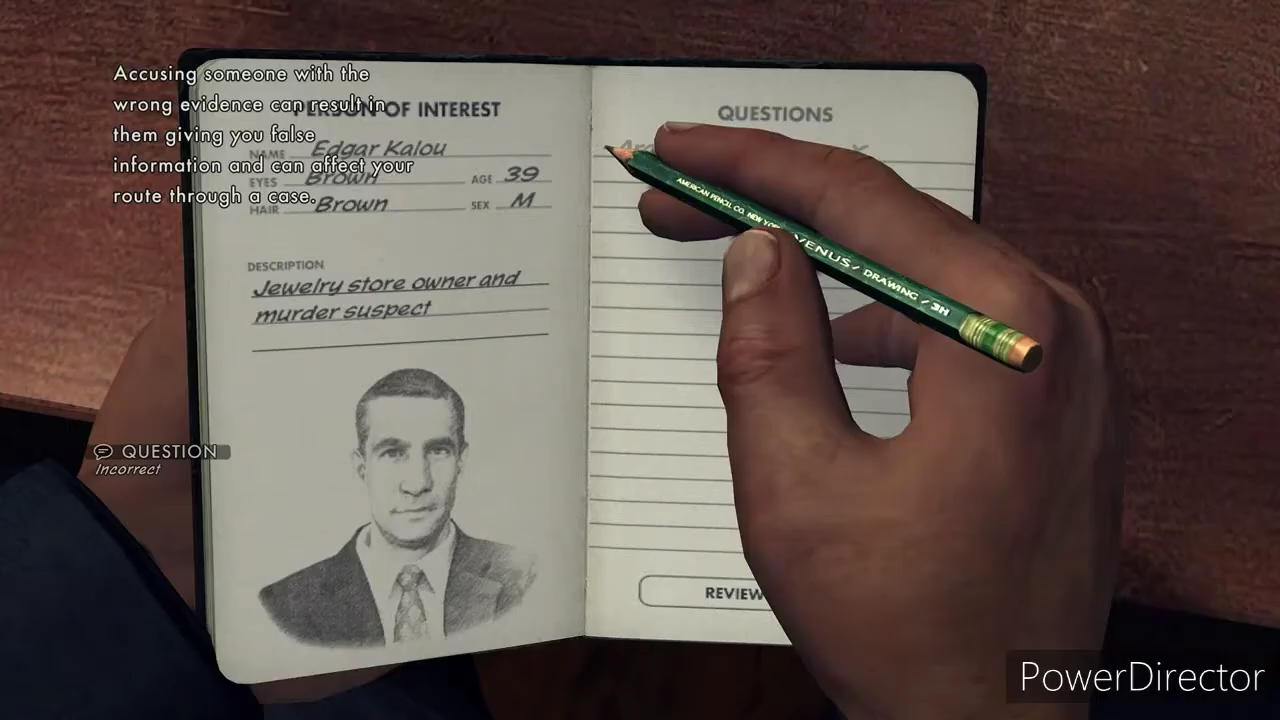 Accusing someone with the
wrong evidence can result in
them giving you false
information and can affect your
route through a case.
PERSON OF INTEREST
NAME Edgar Kalou
EYES Brown AGE 39
HAIR Brown SEX M
DESCRIPTION
Jewelry store owner and
murder suspect
QUESTION
Incorrect
QUESTIONS
AMERICAN PENCIL CO. NEW YORK VENUS / DRAWING / 3H
REVIEW
PowerDirector